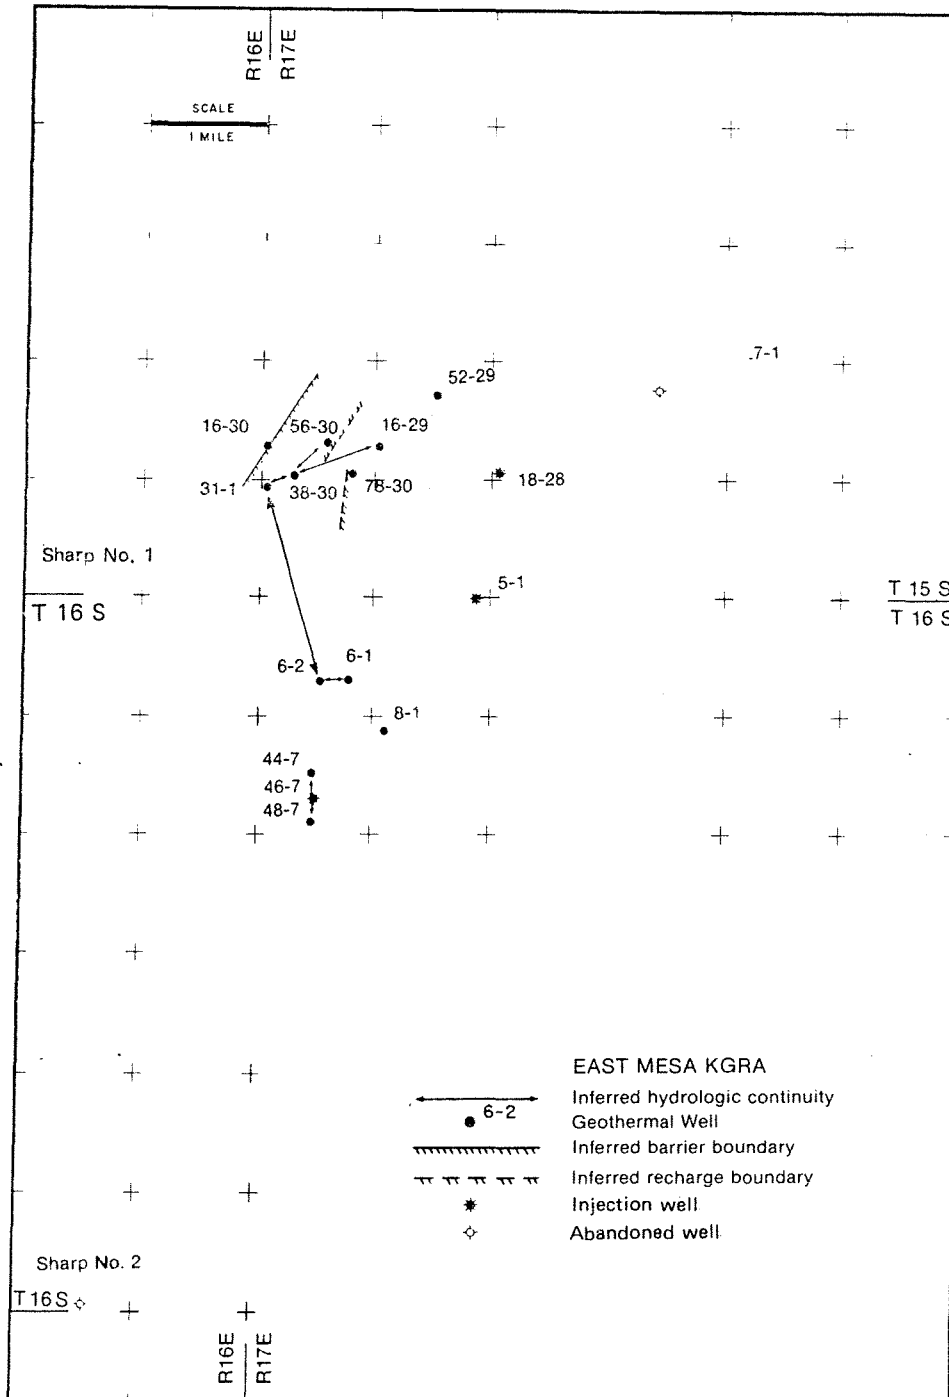 R16E
R17E
SCALE
1 MILE
.7-1
52-29
16-30
56-30
16-29
31-1
38-30
78-30
18-28
Sharp No. 1
5-1
T 16 S
T 15 S
T 16 S
6-2
6-1
8-1
44-7
46-7
48-7
EAST MESA KGRA
Inferred hydrologic continuity
6-2
Geothermal Well
Inferred barrier boundary
Inferred recharge boundary
Injection well
Abandoned well
Sharp No. 2
T 16 S
R16E
R17E